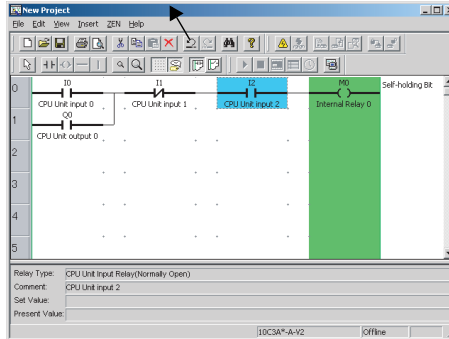 New Project
File Edit View Insert ZEN Help
0 I0 I1 I2 M0 Self-holding Bit
CPU Unit input 0 CPU Unit input 1 CPU Unit input 2 Internal Relay 0
1 Q0
CPU Unit output 0
2
3
4
5
Relay Type: CPU Unit Input Relay(Normally Open)
Comment: CPU Unit input 2
Set Value:
Present Value:
10C3A*-A-V2 Offline